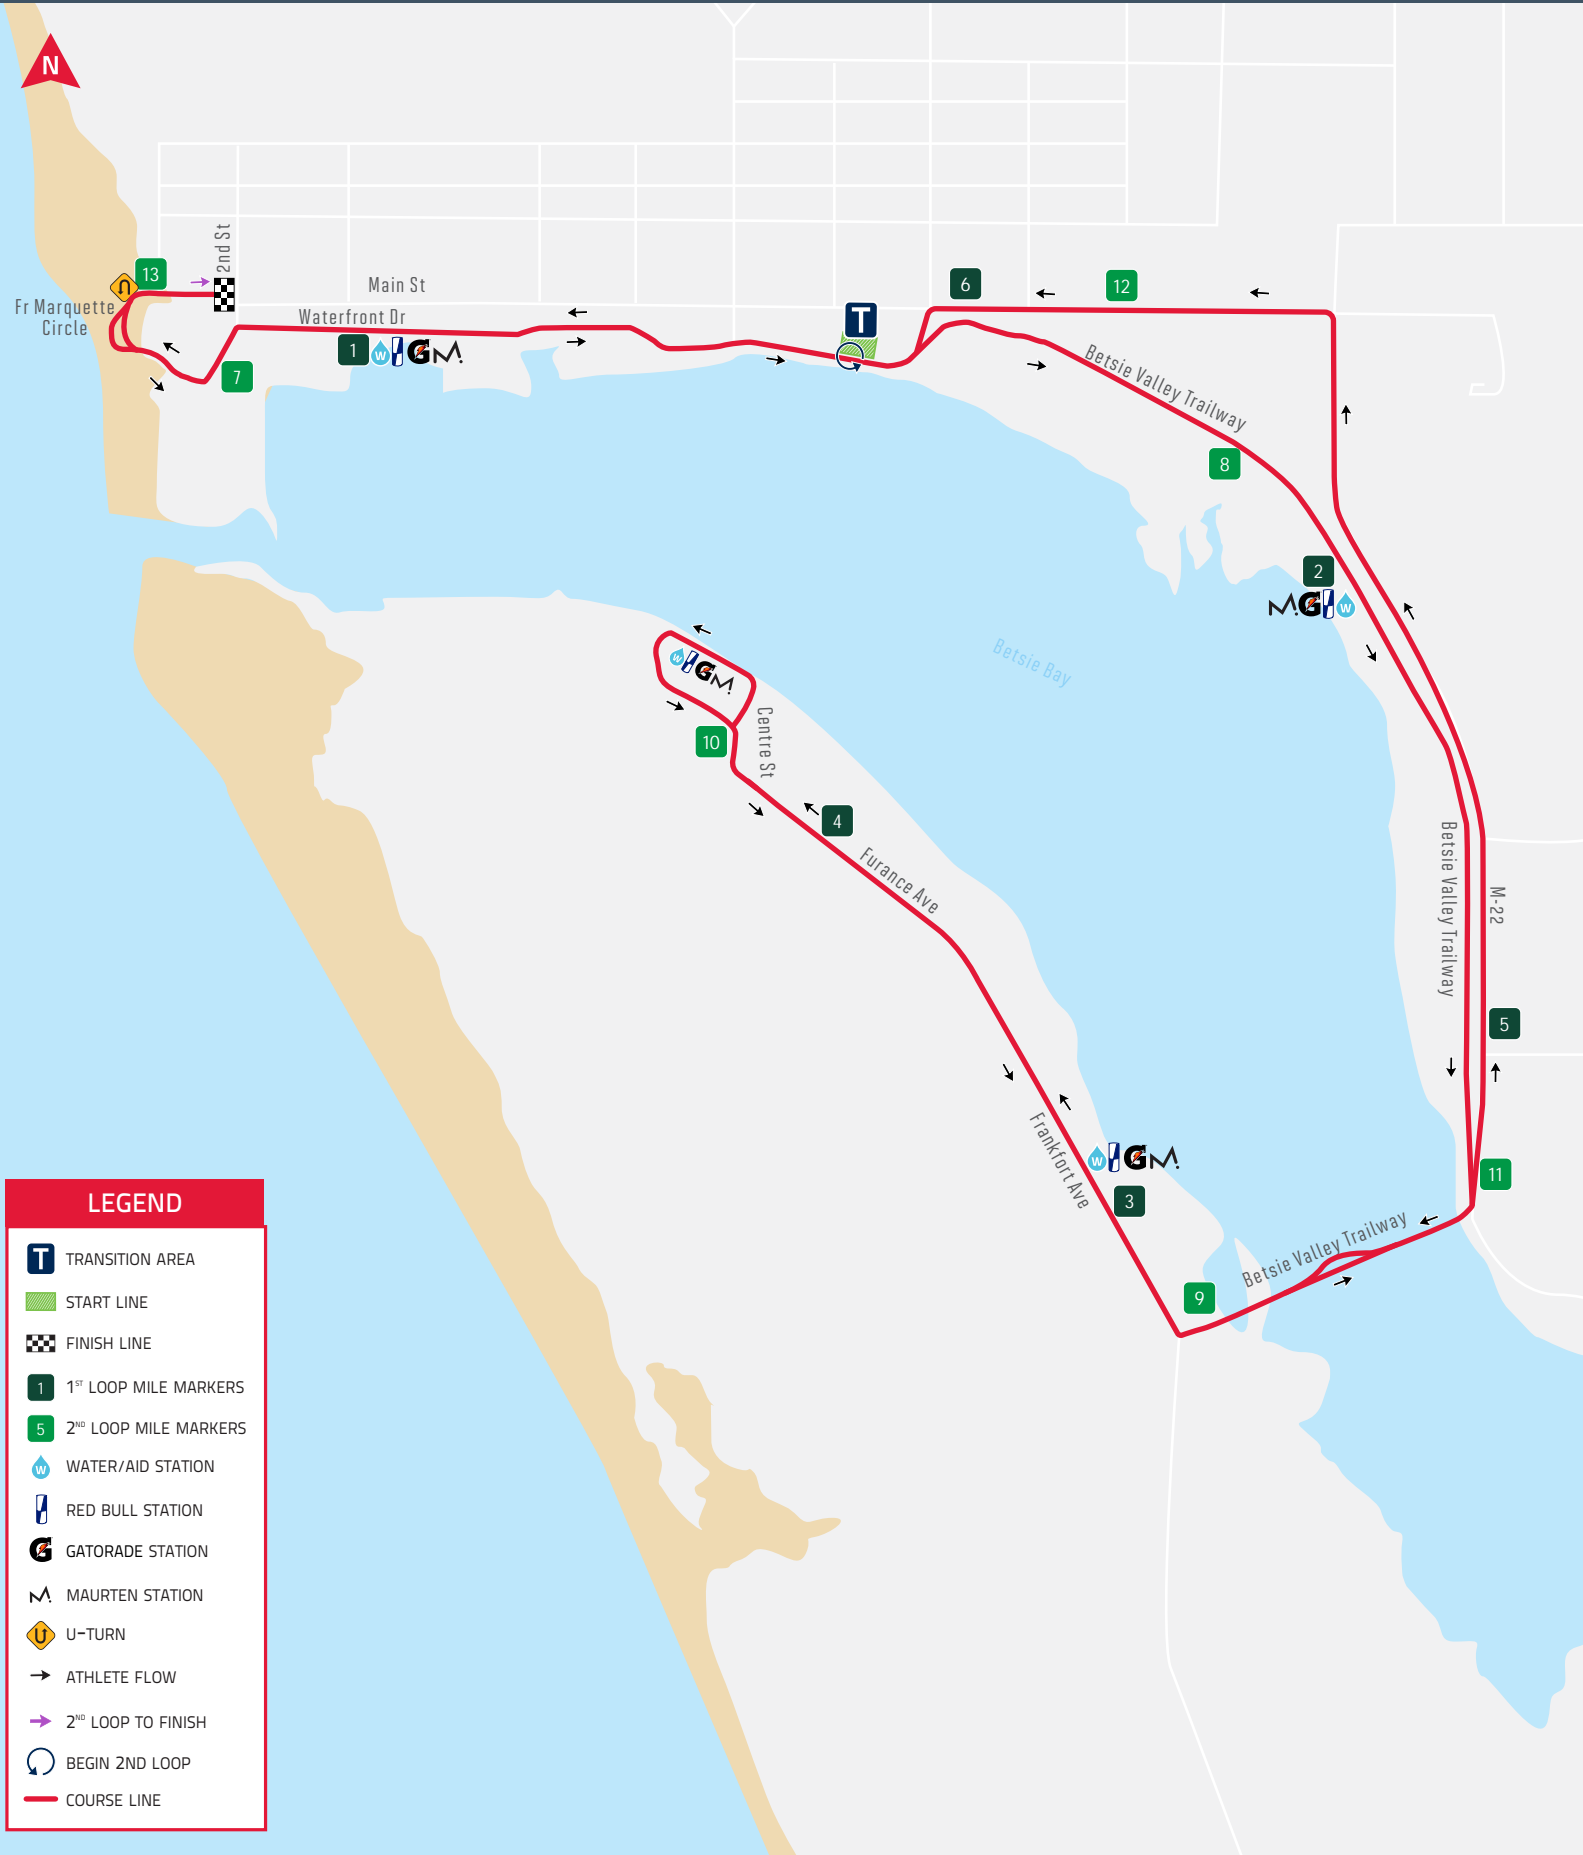 N
2nd St
13
Main St
6
12
Fr Marquette
Circle
Waterfront Dr
T
1
W
G
M.
7
Betsie Valley Trailway
8
2
M.
G
W
Betsie Bay
W
G
M.
Centre St
10
4
Furance Ave
Betsie Valley Trailway
M-22
5
Frankfort Ave
W
G
M.
3
11
Betsie Valley Trailway
9
LEGEND
T TRANSITION AREA
START LINE
FINISH LINE
1 1ST LOOP MILE MARKERS
5 2ND LOOP MILE MARKERS
W WATER/AID STATION
RED BULL STATION
G GATORADE STATION
M. MAURTEN STATION
U-TURN
ATHLETE FLOW
2ND LOOP TO FINISH
BEGIN 2ND LOOP
COURSE LINE